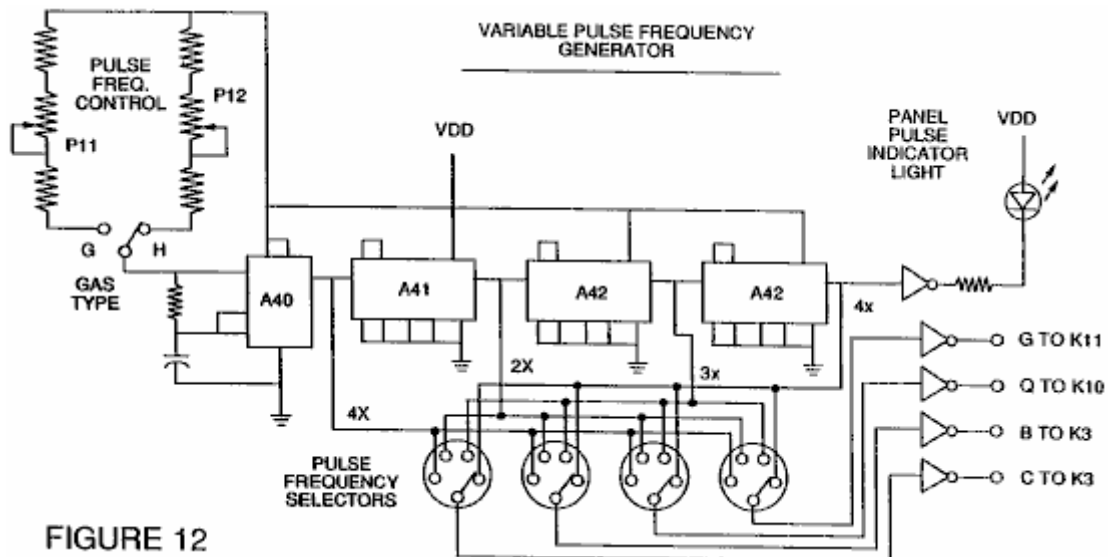 VARIABLE PULSE FREQUENCY
GENERATOR
PULSE
FREQ.
CONTROL
P12
P11
VDD
PANEL
PULSE
INDICATOR
LIGHT
VDD
G
H
GAS
TYPE
A40
A41
A42
A42
4x
2X
3x
4X
G TO K11
Q TO K10
B TO K3
C TO K3
PULSE
FREQUENCY
SELECTORS
FIGURE 12